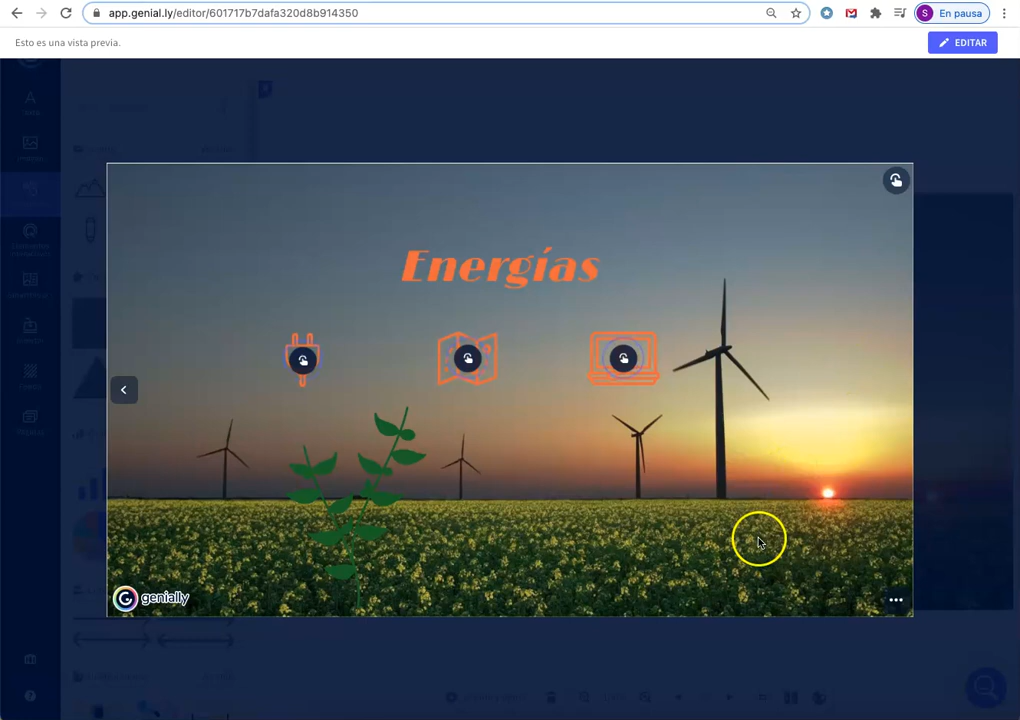 app.genial.ly/editor/601717b7dafa320d8b914350
S
En pausa
Esto es una vista previa.
EDITAR
Energías
genially